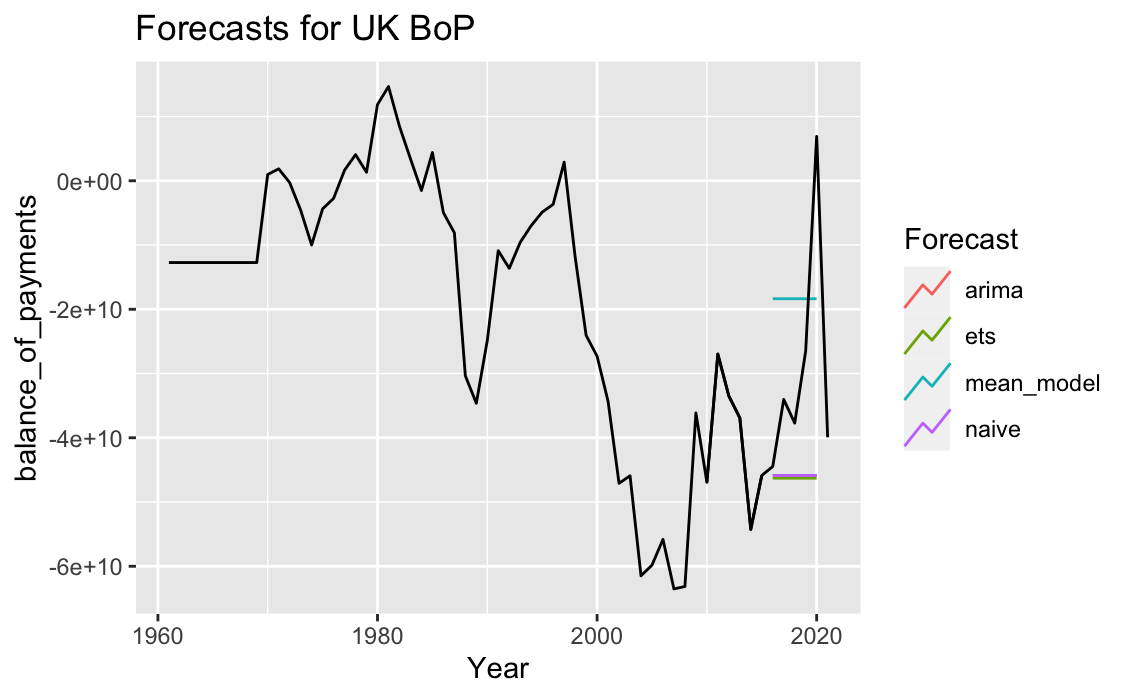 Forecasts for UK BoP
balance_of_payments
0e+00
-2e+10
-4e+10
-6e+10
1960
1980
2000
2020
Year
Forecast
arima
ets
mean_model
naive